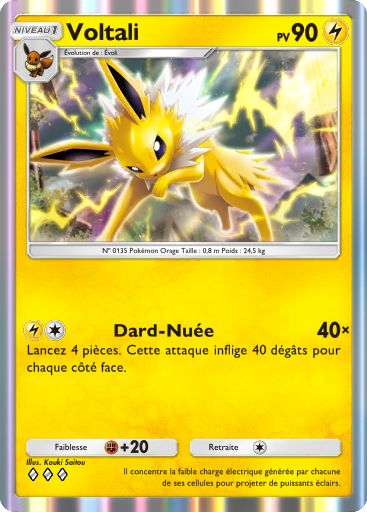 NIVEAU 1
Voltali
PV 90
Évolution de : Évoli
N° 0135 Pokémon Orage Taille : 0,8 m Poids : 24,5 kg
Dard-Nuée 40×
Lancez 4 pièces. Cette attaque inflige 40 dégâts pour
chaque côté face.
Faiblesse +20 Retraite
Illus. Kouki Saitou
Il concentre la faible charge électrique générée par chacune
de ses cellules pour projeter de puissants éclairs.